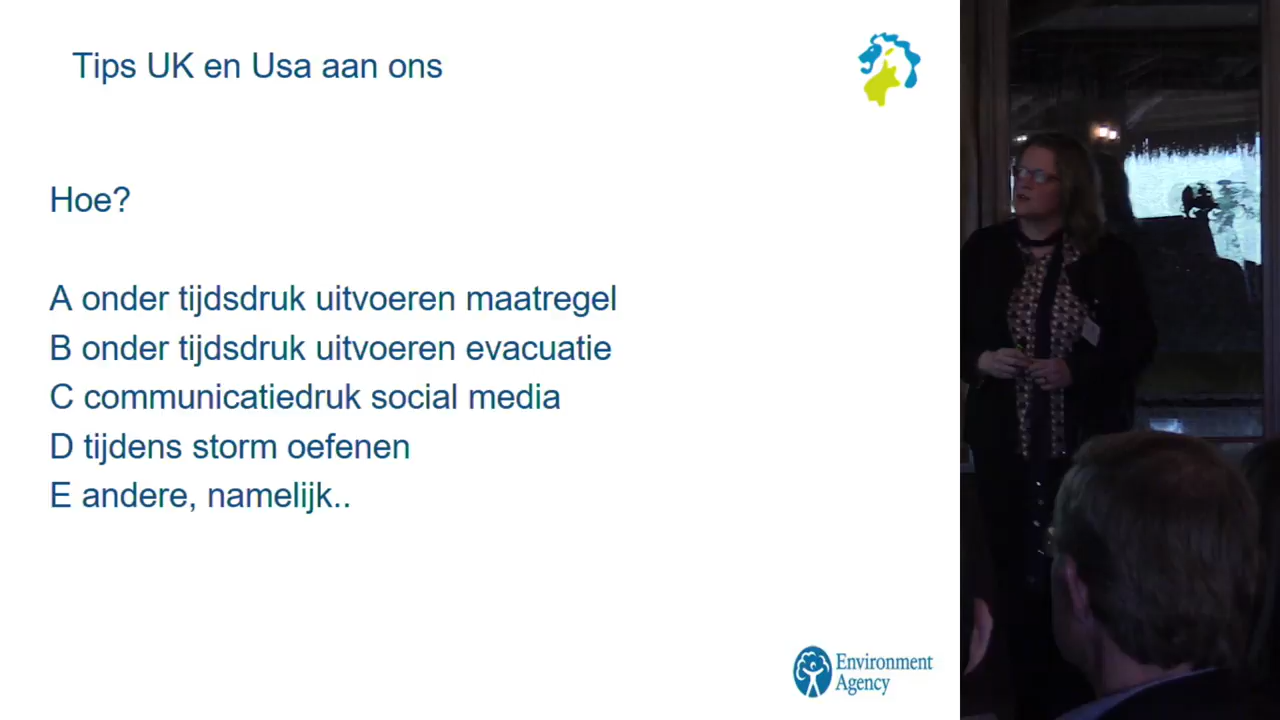 Tips UK en Usa aan ons
Hoe?
A onder tijdsdruk uitvoeren maatregel
B onder tijdsdruk uitvoeren evacuatie
C communicatiedruk social media
D tijdens storm oefenen
E andere, namelijk..
Environment
Agency